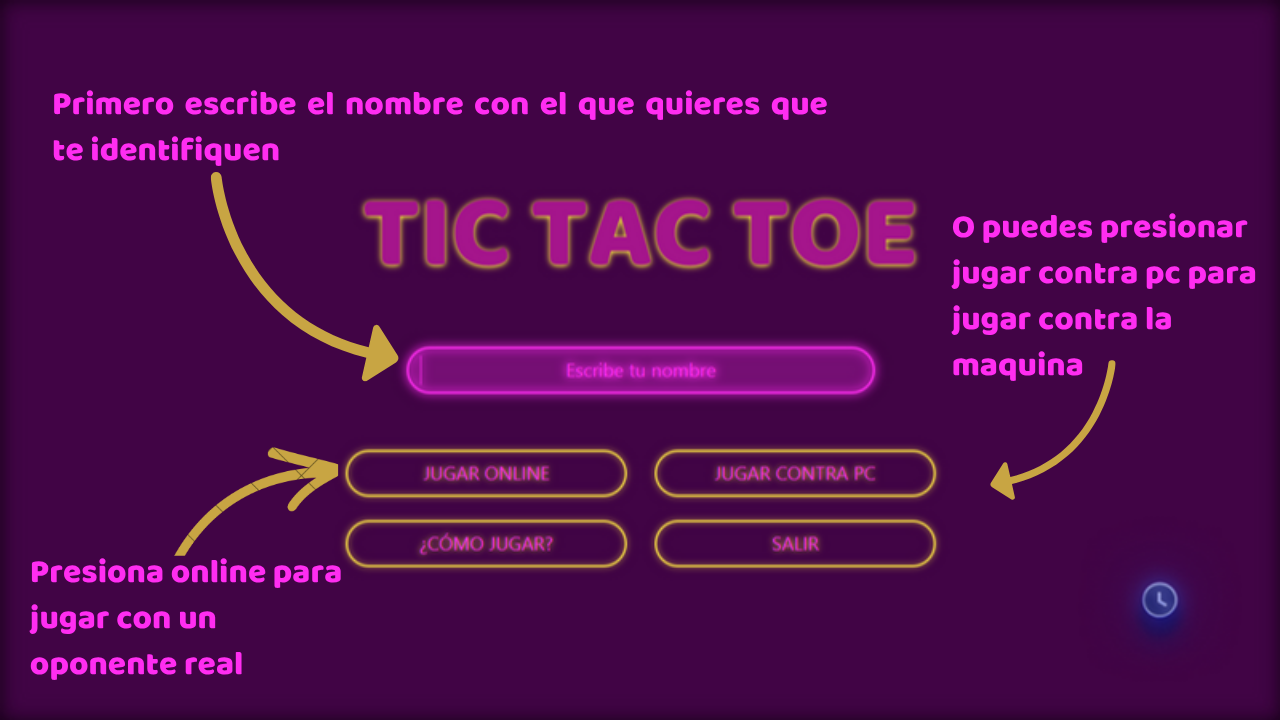 Primero escribe el nombre con el que quieres que
te identifiquen
TIC TAC TOE
O puedes presionar
jugar contra pc para
jugar contra la
maquina
Escribe tu nombre
JUGAR ONLINE
JUGAR CONTRA PC
¿CÓMO JUGAR?
SALIR
Presiona online para
jugar con un
oponente real